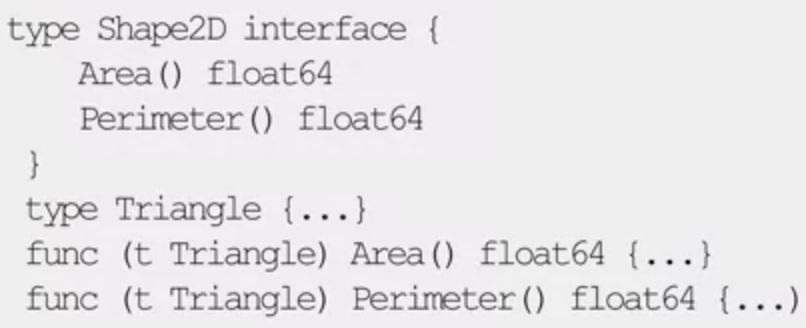 type Shape2D interface {
Area() float64
Perimeter() float64
}
type Triangle {...}
func (t Triangle) Area() float64 {...}
func (t Triangle) Perimeter() float64 {...)